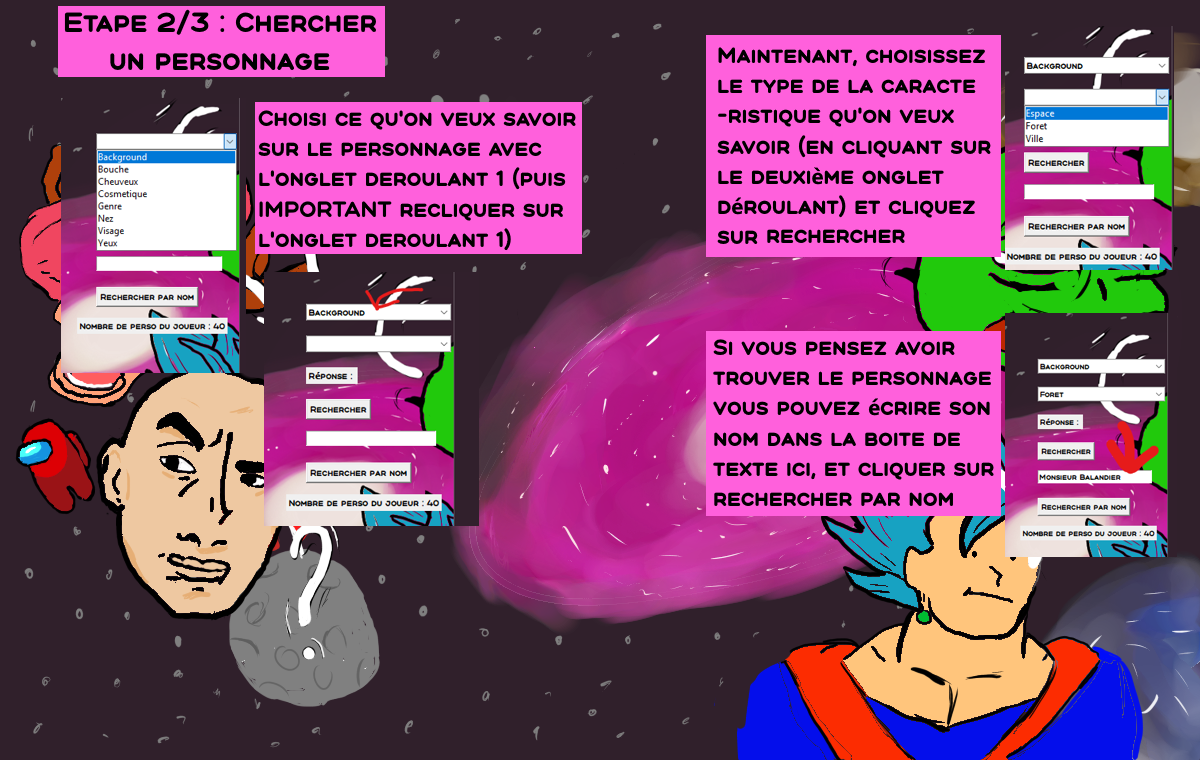 Etape 2/3 : Chercher
un personnage
Choisi ce qu'on veux savoir
sur le personnage avec
l'onglet deroulant 1 (puis
IMPORTANT recliquer sur
l'onglet deroulant 1)
Background
Bouche
Cheuveux
Cosmetique
Genre
Nez
Visage
Yeux
Rechercher par nom
Nombre de perso du joueur : 40
Background
Réponse :
Rechercher
Rechercher par nom
Nombre de perso du joueur : 40
Maintenant, choisissez
le type de la caracte
-ristique qu'on veux
savoir (en cliquant sur
le deuxième onglet
déroulant) et cliquez
sur rechercher
Background
Espace
Foret
Ville
Rechercher
Rechercher par nom
Nombre de perso du joueur : 40
Si vous pensez avoir
trouver le personnage
vous pouvez écrire son
nom dans la boite de
texte ici, et cliquer sur
rechercher par nom
Background
Foret
Réponse :
Rechercher
Monsieur Balandier
Rechercher par nom
Nombre de perso du joueur : 40